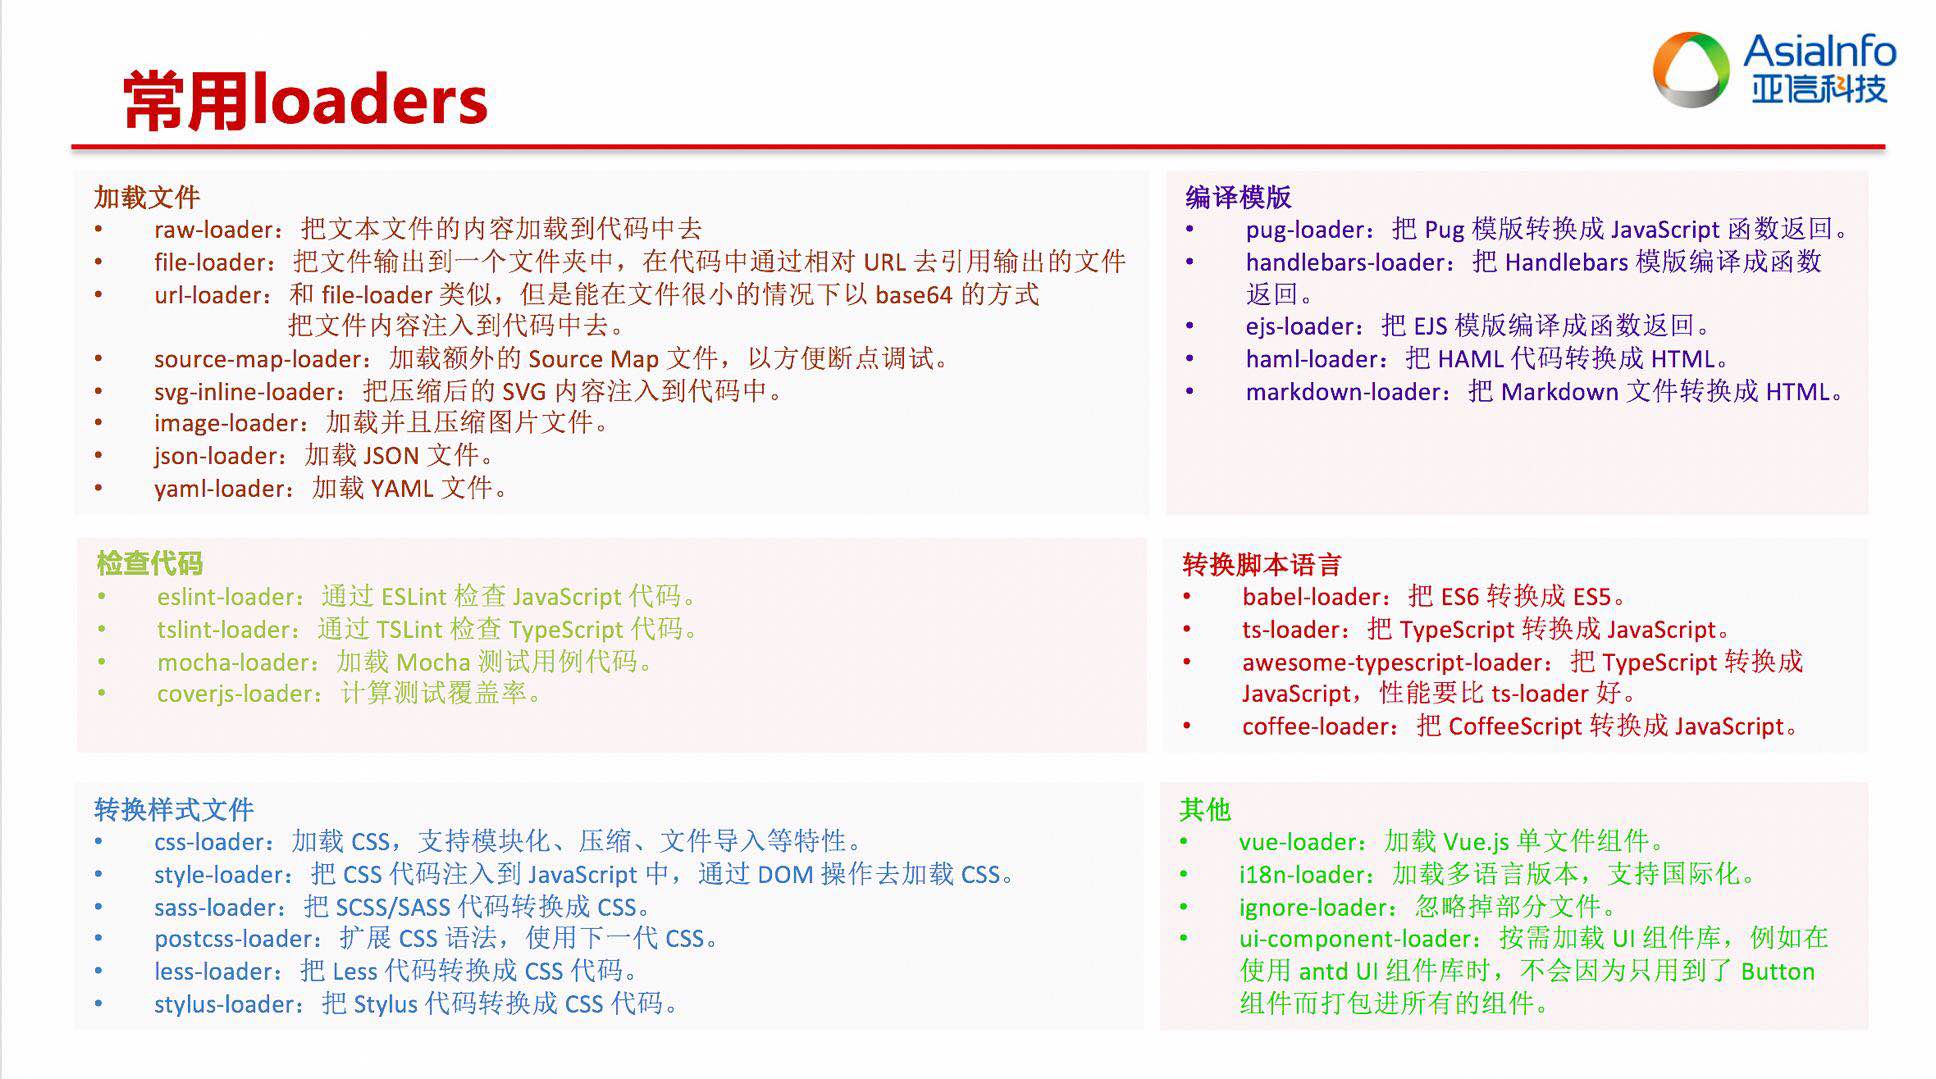 常用loaders
AsiaInfo
亚信科技
加载文件
• raw-loader：把文本文件的内容加载到代码中去
• file-loader：把文件输出到一个文件夹中，在代码中通过相对 URL 去引用输出的文件
• url-loader：和 file-loader 类似，但是能在文件很小的情况下以 base64 的方式
把文件内容注入到代码中去。
• source-map-loader：加载额外的 Source Map 文件，以方便断点调试。
• svg-inline-loader：把压缩后的 SVG 内容注入到代码中。
• image-loader：加载并且压缩图片文件。
• json-loader：加载 JSON 文件。
• yaml-loader：加载 YAML 文件。
编译模版
• pug-loader：把 Pug 模版转换成 JavaScript 函数返回。
• handlebars-loader：把 Handlebars 模版编译成函数
返回。
• ejs-loader：把 EJS 模版编译成函数返回。
• haml-loader：把 HAML 代码转换成 HTML。
• markdown-loader：把 Markdown 文件转换成 HTML。
检查代码
• eslint-loader：通过 ESLint 检查 JavaScript 代码。
• tslint-loader：通过 TSLint 检查 TypeScript 代码。
• mocha-loader：加载 Mocha 测试用例代码。
• coverjs-loader：计算测试覆盖率。
转换脚本语言
• babel-loader：把 ES6 转换成 ES5。
• ts-loader：把 TypeScript 转换成 JavaScript。
• awesome-typescript-loader：把 TypeScript 转换成
JavaScript，性能要比 ts-loader 好。
• coffee-loader：把 CoffeeScript 转换成 JavaScript。
转换样式文件
• css-loader：加载 CSS，支持模块化、压缩、文件导入等特性。
• style-loader：把 CSS 代码注入到 JavaScript 中，通过 DOM 操作去加载 CSS。
• sass-loader：把 SCSS/SASS 代码转换成 CSS。
• postcss-loader：扩展 CSS 语法，使用下一代 CSS。
• less-loader：把 Less 代码转换成 CSS 代码。
• stylus-loader：把 Stylus 代码转换成 CSS 代码。
其他
• vue-loader：加载 Vue.js 单文件组件。
• i18n-loader：加载多语言版本，支持国际化。
• ignore-loader：忽略掉部分文件。
• ui-component-loader：按需加载 UI 组件库，例如在
使用 antd UI 组件库时，不会因为只用到了 Button
组件而打包进所有的组件。